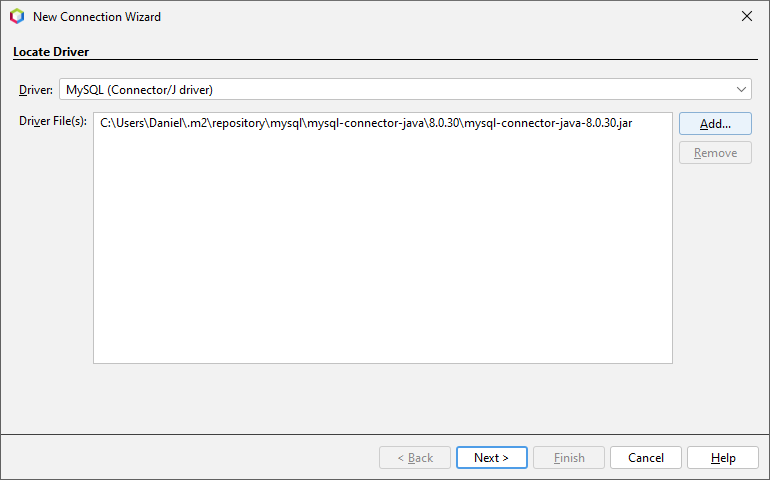 New Connection Wizard
Locate Driver
Driver: MySQL (Connector/J driver)
Driver File(s): C:\Users\Daniel\.m2\repository\mysql\mysql-connector-java\8.0.30\mysql-connector-java-8.0.30.jar
Add...
Remove
< Back Next > Finish Cancel Help